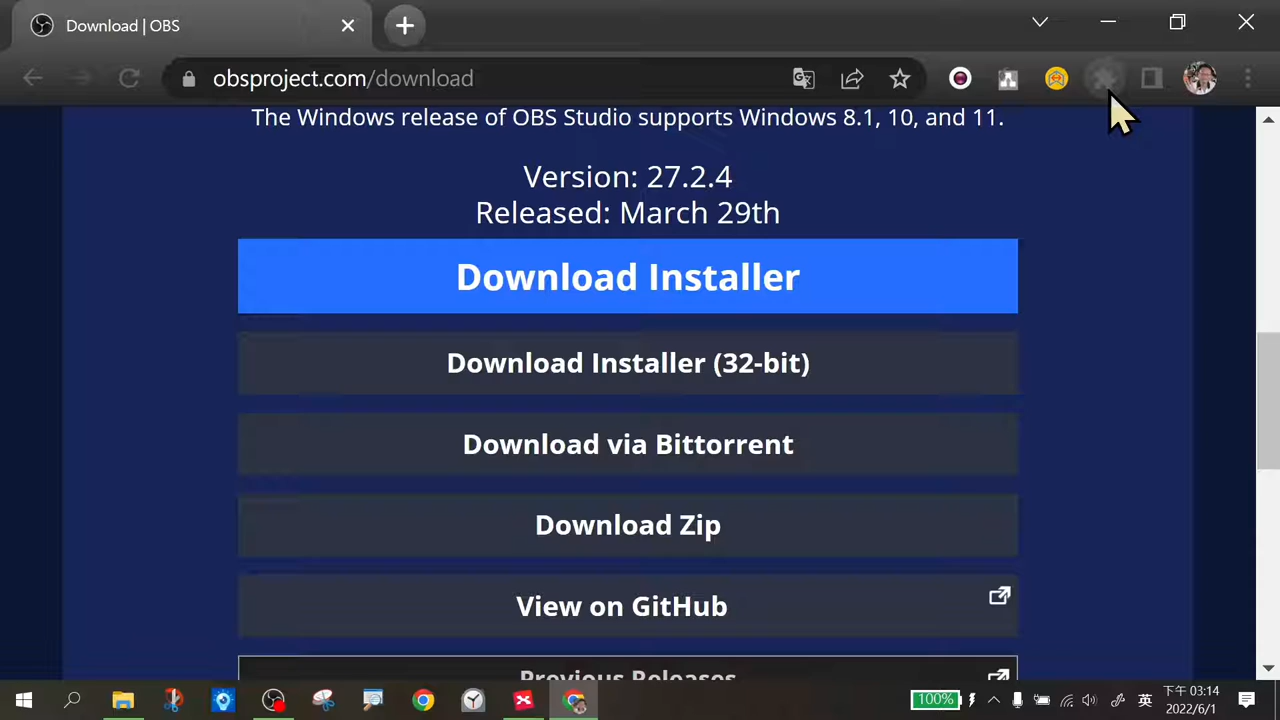 Download | OBS
obsproject.com/download
The Windows release of OBS Studio supports Windows 8.1, 10, and 11.
Version: 27.2.4
Released: March 29th
Download Installer
Download Installer (32-bit)
Download via Bittorrent
Download Zip
View on GitHub
Previous Releases
100%
英
下午 03:14
2022/6/1